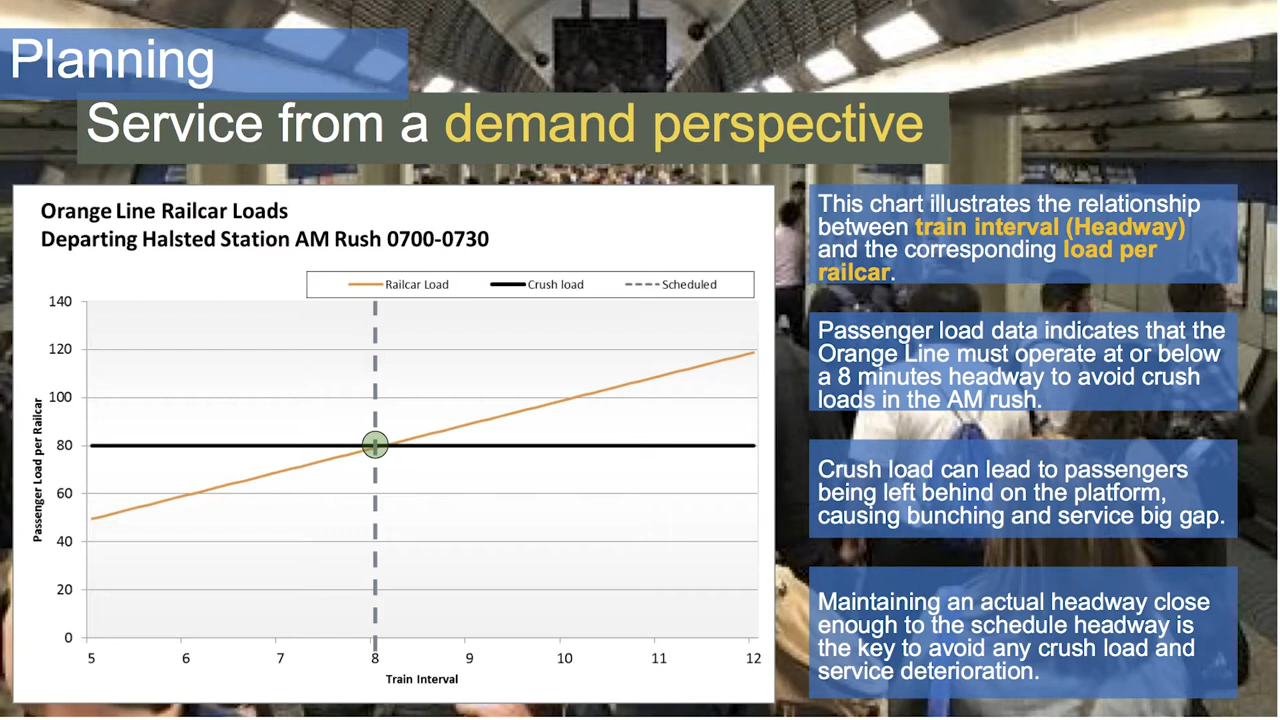 Planning
Service from a demand perspective
Orange Line Railcar Loads
Departing Halsted Station AM Rush 0700-0730
Railcar Load
Crush load
Scheduled
Passenger Load per Railcar
140
120
100
80
60
40
20
0
5
6
7
8
9
10
11
12
Train Interval
This chart illustrates the relationship
between train interval (Headway)
and the corresponding load per
railcar.
Passenger load data indicates that the
Orange Line must operate at or below
a 8 minutes headway to avoid crush
loads in the AM rush.
Crush load can lead to passengers
being left behind on the platform,
causing bunching and service big gap.
Maintaining an actual headway close
enough to the schedule headway is
the key to avoid any crush load and
service deterioration.